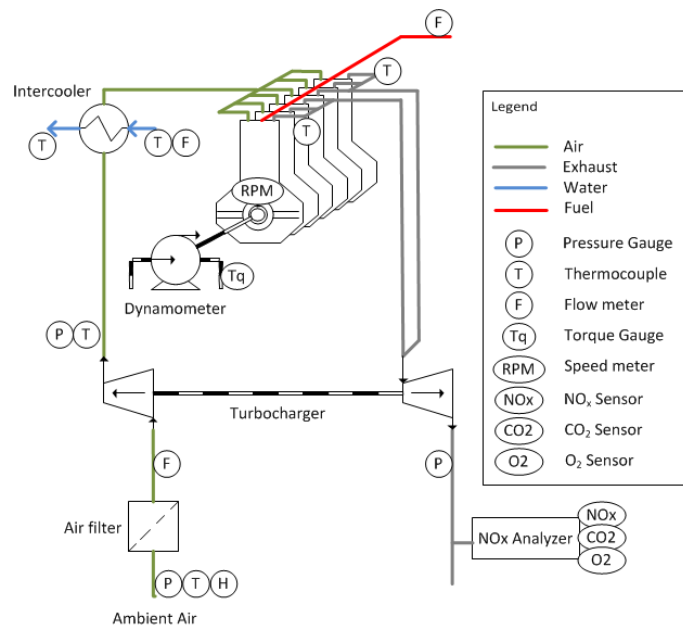 F
Intercooler
T
T
T F
T
RPM
Tq
Dynamometer
P T
Turbocharger
F
P
Air filter
P T H
Ambient Air
NOx Analyzer
NOx
CO2
O2
Legend
Air
Exhaust
Water
Fuel
P Pressure Gauge
T Thermocouple
F Flow meter
Tq Torque Gauge
RPM Speed meter
NOx NOₓ Sensor
CO2 CO₂ Sensor
O2 O₂ Sensor